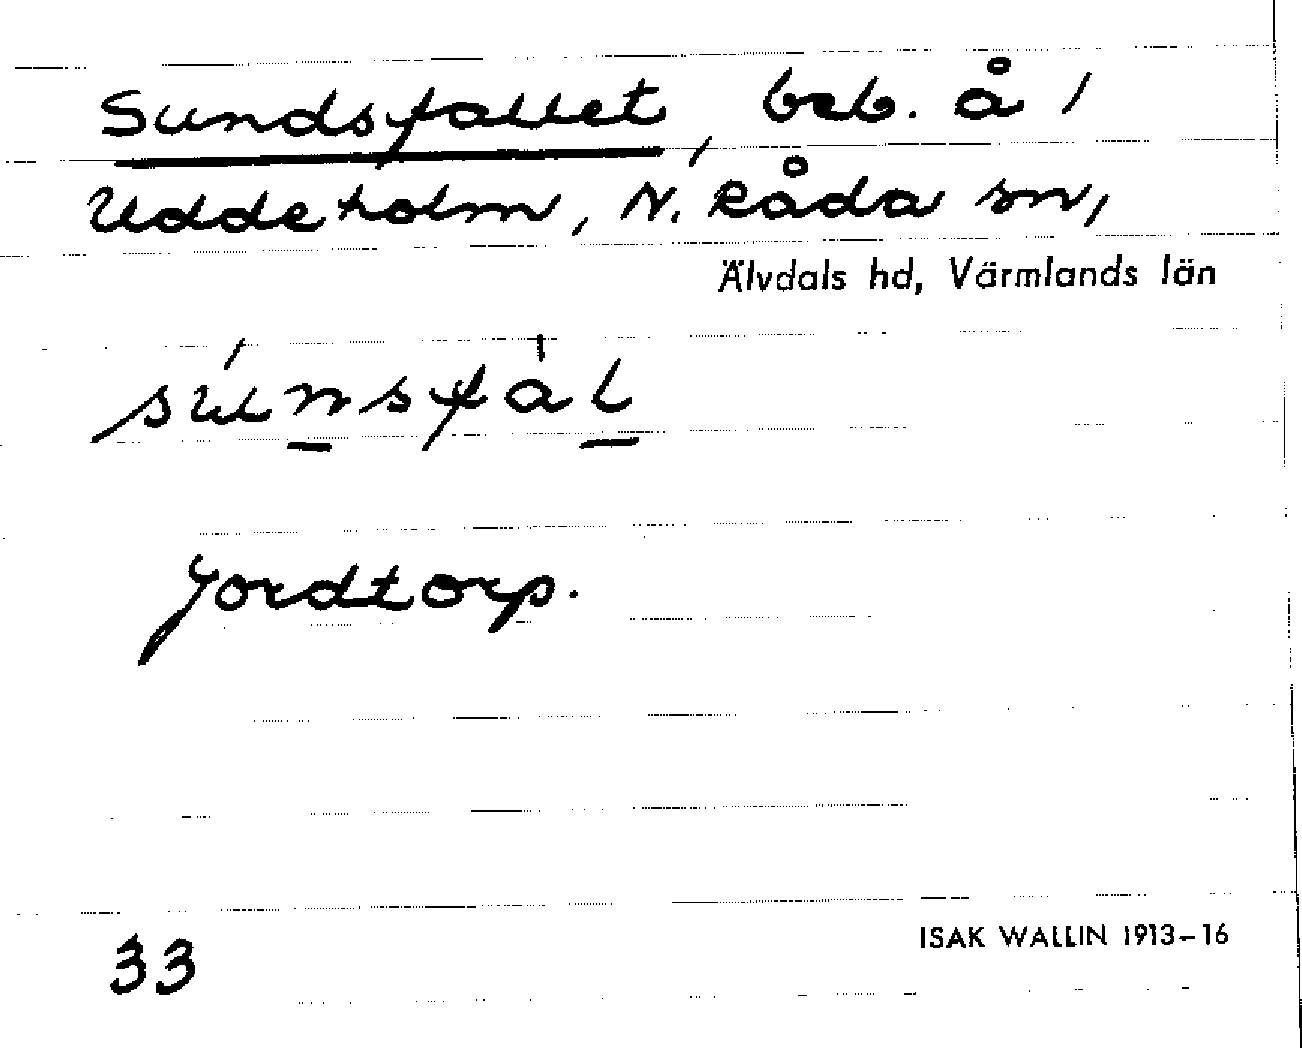 Sundsfallet, beb. å /
Uddeholm, N. Råda sn,
Älvdals hd, Värmlands län
súnsfàl
Jordtorp.
33
ISAK WALLIN 1913-16